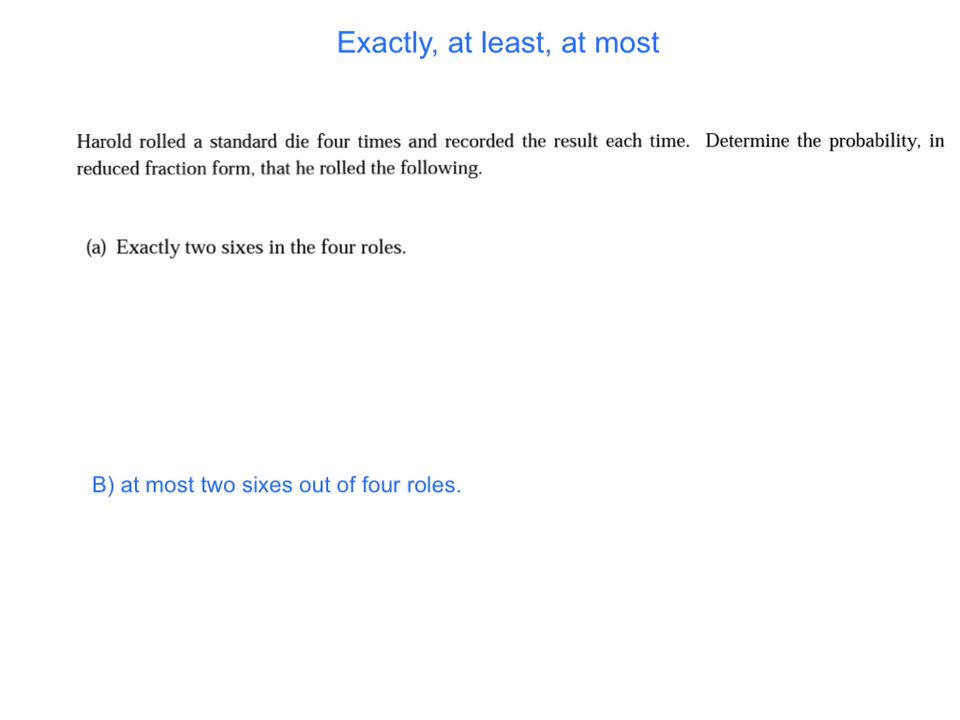 Exactly, at least, at most
Harold rolled a standard die four times and recorded the result each time. Determine the probability, in
reduced fraction form, that he rolled the following.
(a) Exactly two sixes in the four roles.
B) at most two sixes out of four roles.